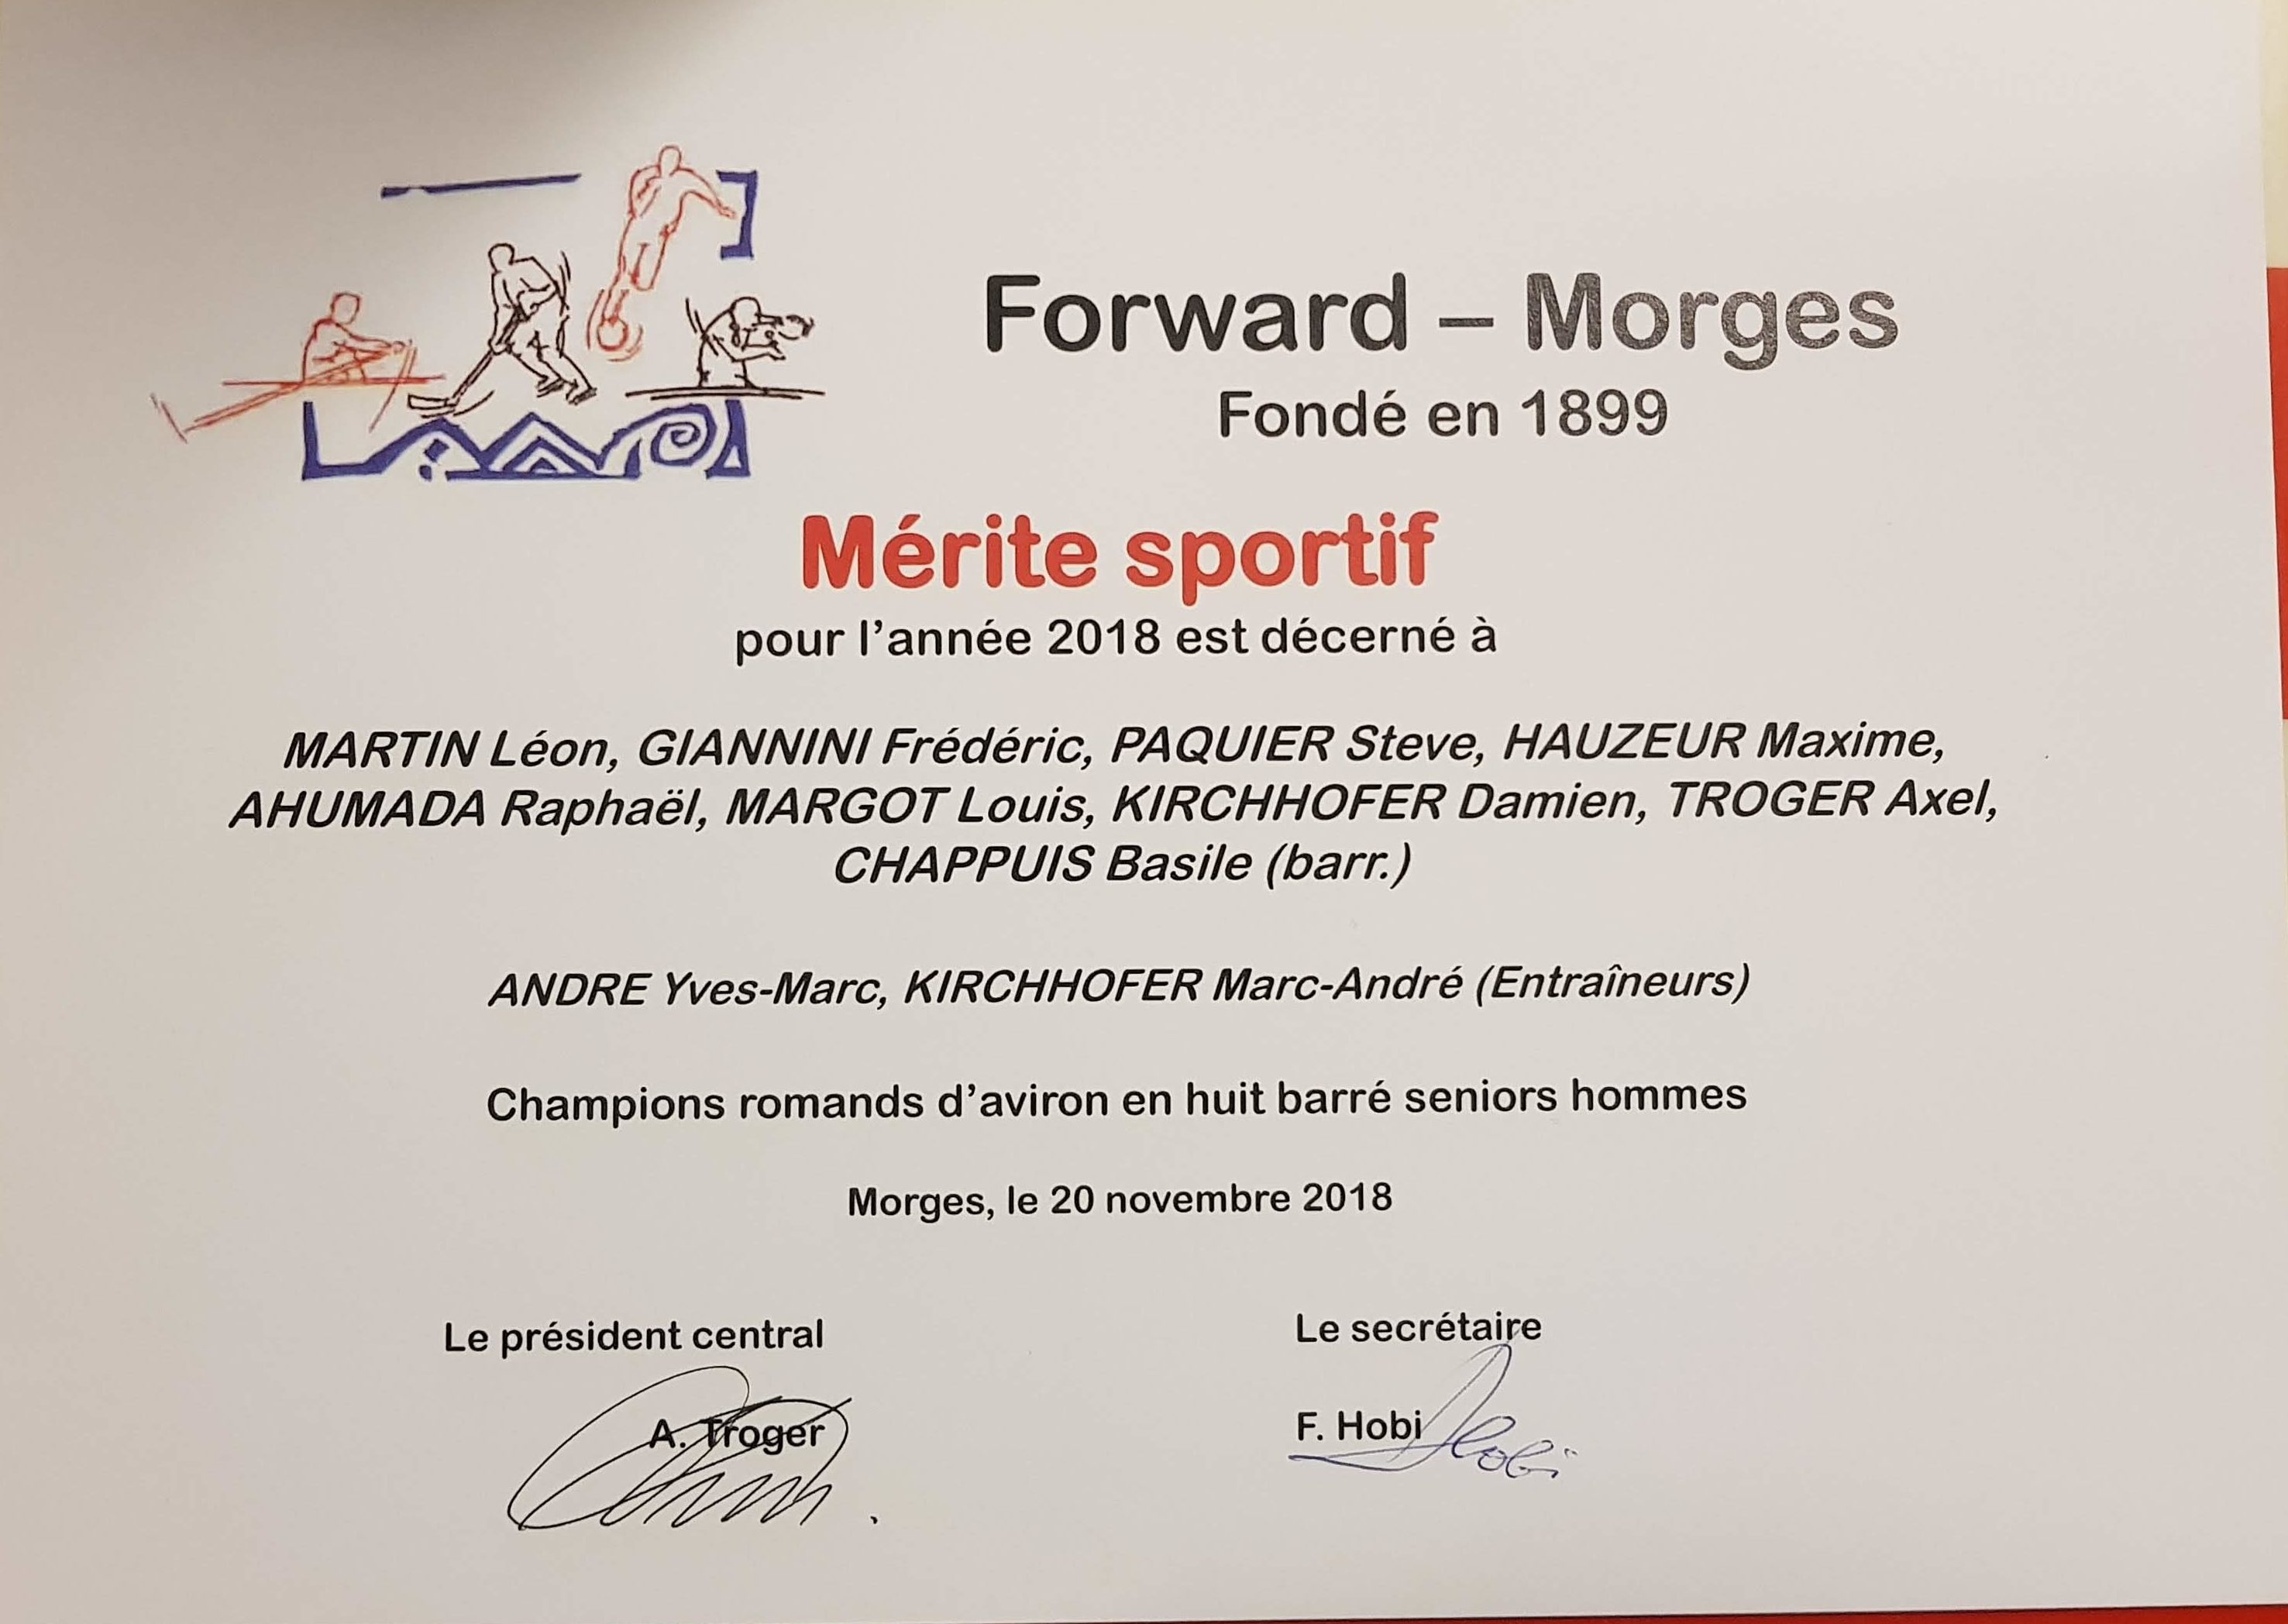 Forward – Morges
Fondé en 1899
Mérite sportif
pour l'année 2018 est décerné à
MARTIN Léon, GIANNINI Frédéric, PAQUIER Steve, HAUZEUR Maxime,
AHUMADA Raphaël, MARGOT Louis, KIRCHHOFER Damien, TROGER Axel,
CHAPPUIS Basile (barr.)
ANDRE Yves-Marc, KIRCHHOFER Marc-André (Entraîneurs)
Champions romands d'aviron en huit barré seniors hommes
Morges, le 20 novembre 2018
Le président central
Le secrétaire
A. Troger
F. Hobi
Hobi